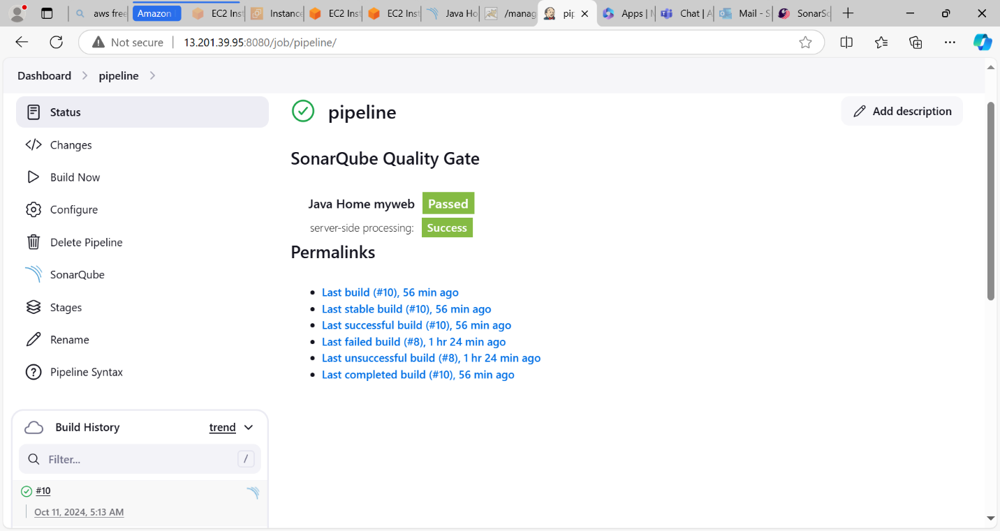 aws free
Amazon
EC2 Inst
Instance
EC2 Inst
EC2 Inst
Java Ho
/manag
pip
Apps | M
Chat | A
Mail - S
SonarSo
Not secure
13.201.39.95:8080/job/pipeline/
Dashboard
pipeline
Status
Changes
Build Now
Configure
Delete Pipeline
SonarQube
Stages
Rename
Pipeline Syntax
pipeline
Add description
SonarQube Quality Gate
Java Home myweb Passed
server-side processing: Success
Permalinks
Last build (#10), 56 min ago
Last stable build (#10), 56 min ago
Last successful build (#10), 56 min ago
Last failed build (#8), 1 hr 24 min ago
Last unsuccessful build (#8), 1 hr 24 min ago
Last completed build (#10), 56 min ago
Build History
trend
Filter...
/
#10
Oct 11, 2024, 5:13 AM